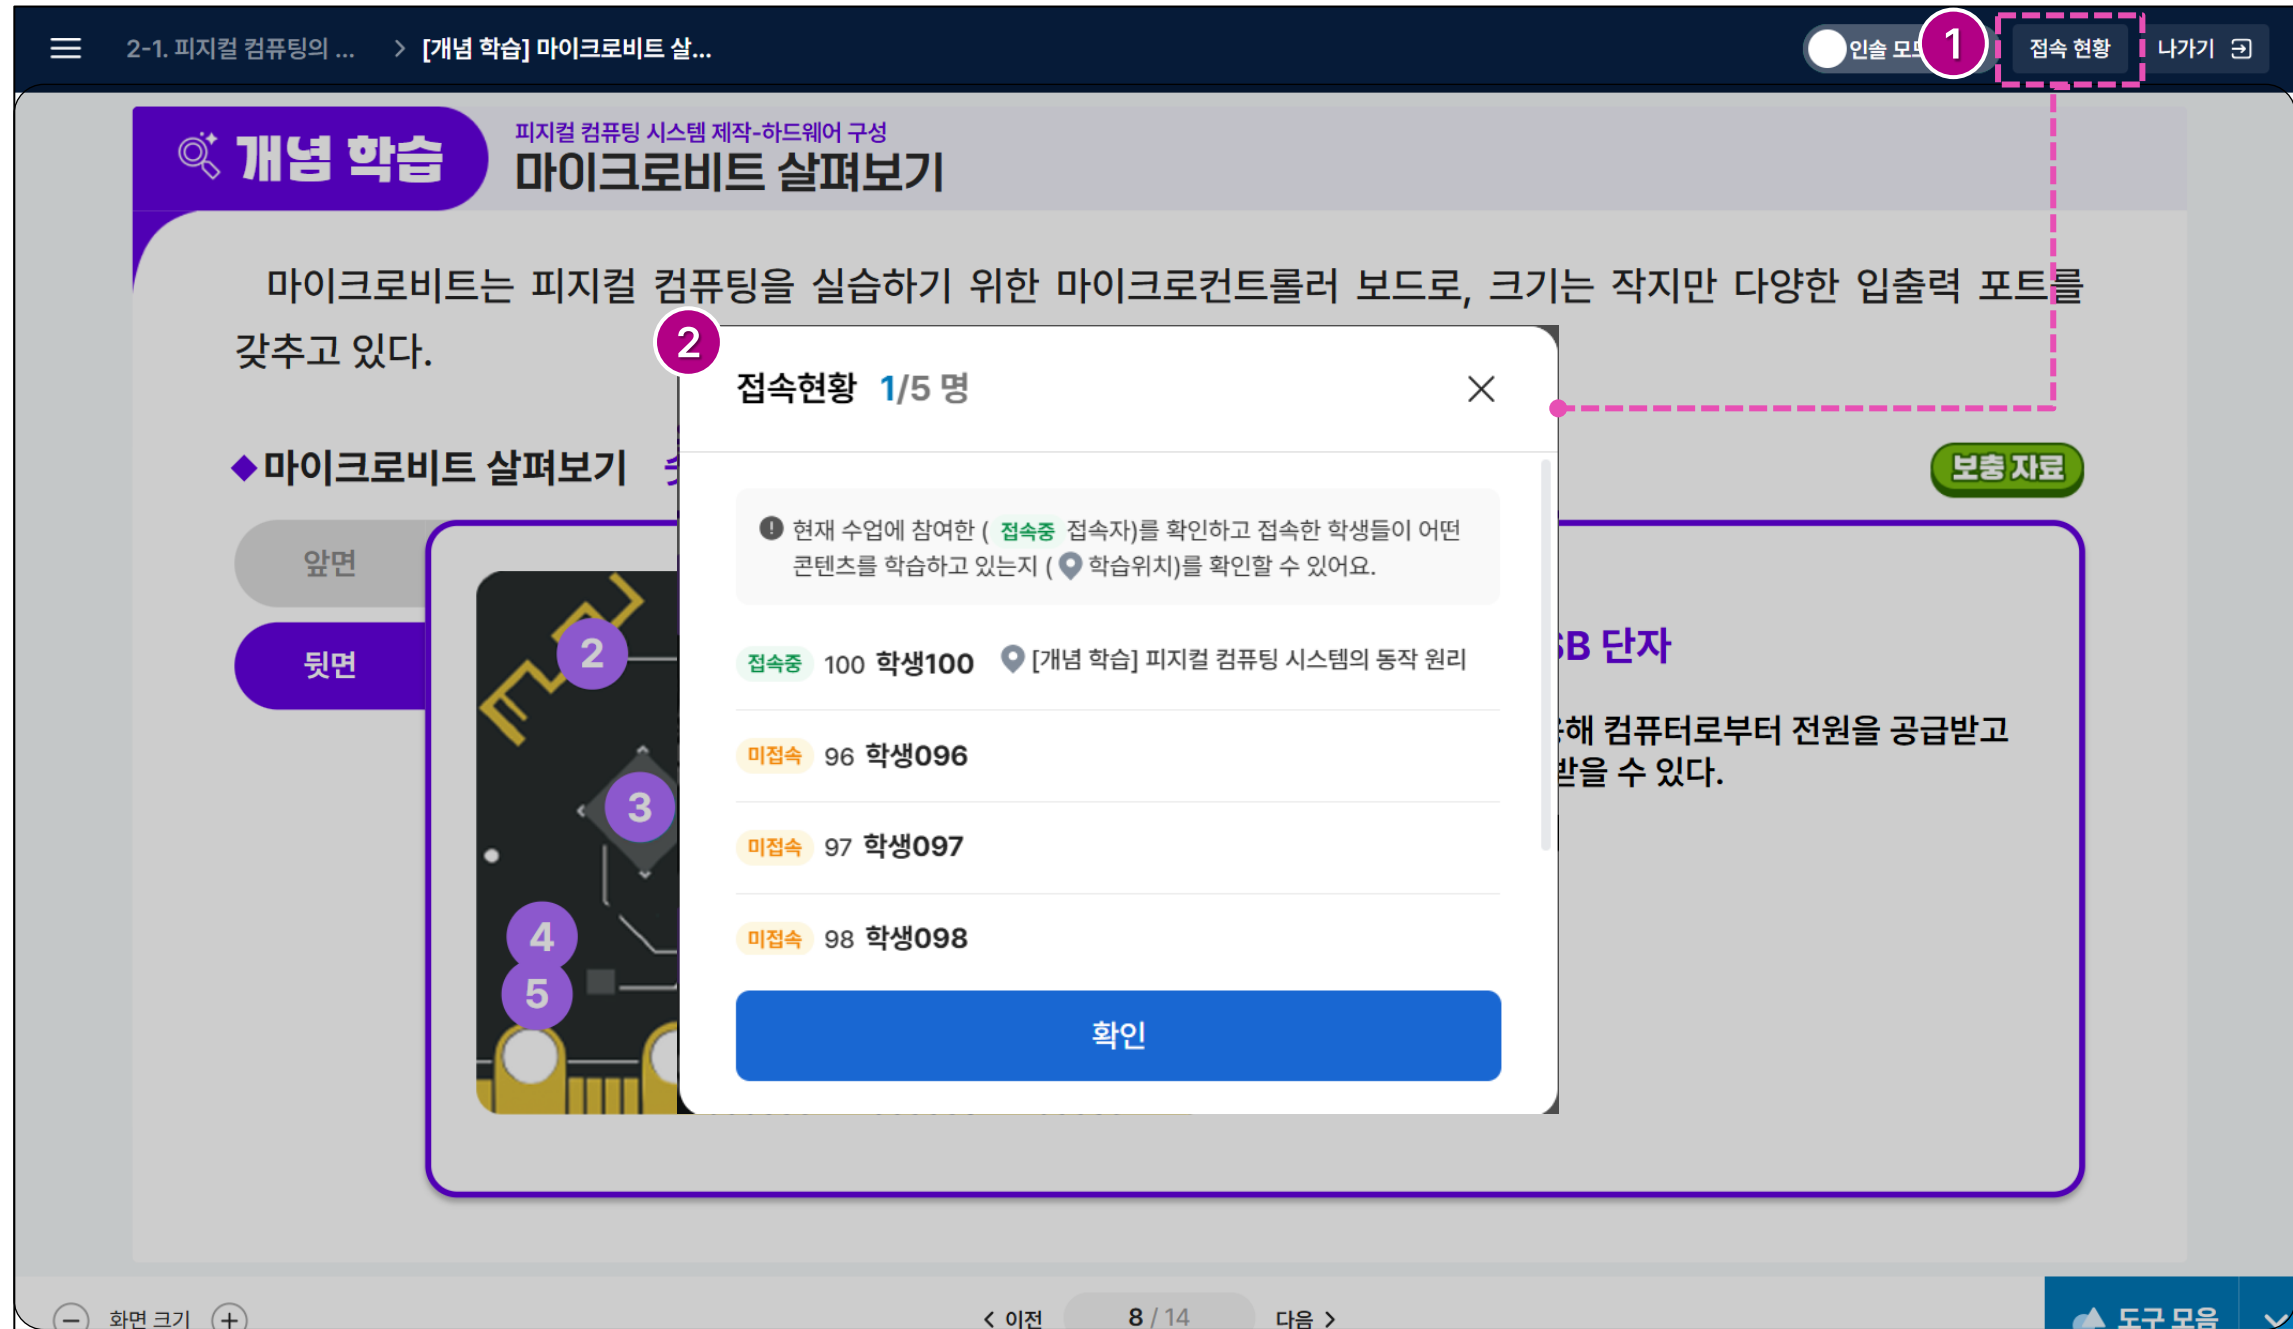 2-1. 피지컬 컴퓨팅의 ... > [개념 학습] 마이크로비트 살...
인솔 모
1
접속 현황
나가기
개념 학습
피지컬 컴퓨팅 시스템 제작-하드웨어 구성
마이크로비트 살펴보기
마이크로비트는 피지컬 컴퓨팅을 실습하기 위한 마이크로컨트롤러 보드로, 크기는 작지만 다양한 입출력 포트를
갖추고 있다.
2
접속현황 1/5 명
◆마이크로비트 살펴보기
보충 자료
현재 수업에 참여한 ( 접속중 접속자)를 확인하고 접속한 학생들이 어떤
콘텐츠를 학습하고 있는지 ( 학습위치)를 확인할 수 있어요.
앞면
뒷면
2
3
4
5
접속중 100 학생100 [개념 학습] 피지컬 컴퓨팅 시스템의 동작 원리
미접속 96 학생096
미접속 97 학생097
미접속 98 학생098
확인
SB 단자
해 컴퓨터로부터 전원을 공급받고
받을 수 있다.
화면 크기
< 이전
8 / 14
다음 >
도구 모음